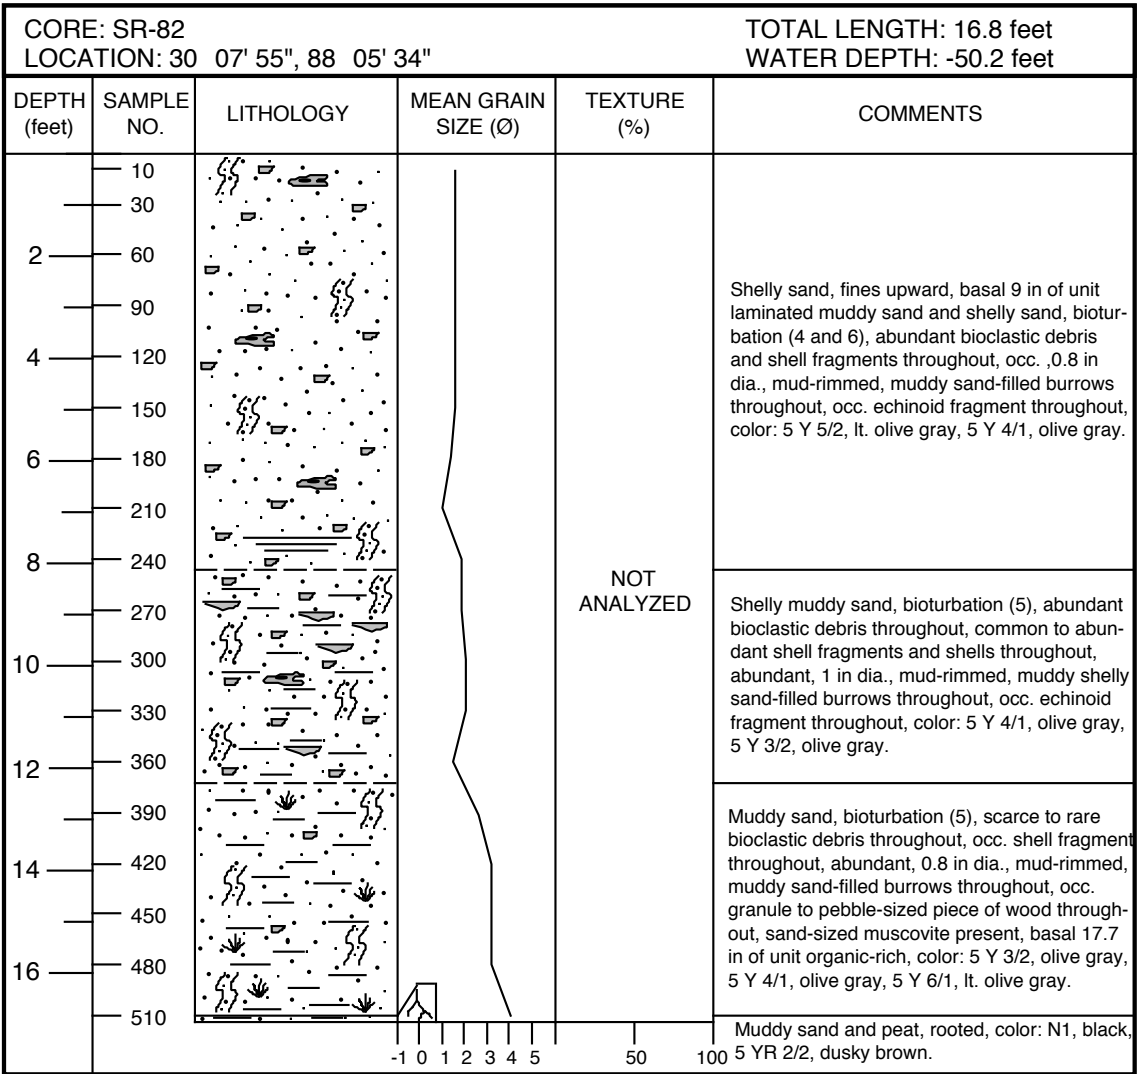 CORE: SR-82
LOCATION: 30 07' 55", 88 05' 34"
TOTAL LENGTH: 16.8 feet
WATER DEPTH: -50.2 feet
DEPTH
(feet)
SAMPLE
NO.
LITHOLOGY
MEAN GRAIN
SIZE (Ø)
TEXTURE
(%)
COMMENTS
2
4
6
8
10
12
14
16
10
30
60
90
120
150
180
210
240
270
300
330
360
390
420
450
480
510
-1 0 1 2 3 4 5
NOT
ANALYZED
50 100
Shelly sand, fines upward, basal 9 in of unit
laminated muddy sand and shelly sand, biotur-
bation (4 and 6), abundant bioclastic debris
and shell fragments throughout, occ. ,0.8 in
dia., mud-rimmed, muddy sand-filled burrows
throughout, occ. echinoid fragment throughout,
color: 5 Y 5/2, lt. olive gray, 5 Y 4/1, olive gray.
Shelly muddy sand, bioturbation (5), abundant
bioclastic debris throughout, common to abun-
dant shell fragments and shells throughout,
abundant, 1 in dia., mud-rimmed, muddy shelly
sand-filled burrows throughout, occ. echinoid
fragment throughout, color: 5 Y 4/1, olive gray,
5 Y 3/2, olive gray.
Muddy sand, bioturbation (5), scarce to rare
bioclastic debris throughout, occ. shell fragment
throughout, abundant, 0.8 in dia., mud-rimmed,
muddy sand-filled burrows throughout, occ.
granule to pebble-sized piece of wood through-
out, sand-sized muscovite present, basal 17.7
in of unit organic-rich, color: 5 Y 3/2, olive gray,
5 Y 4/1, olive gray, 5 Y 6/1, lt. olive gray.
Muddy sand and peat, rooted, color: N1, black,
5 YR 2/2, dusky brown.